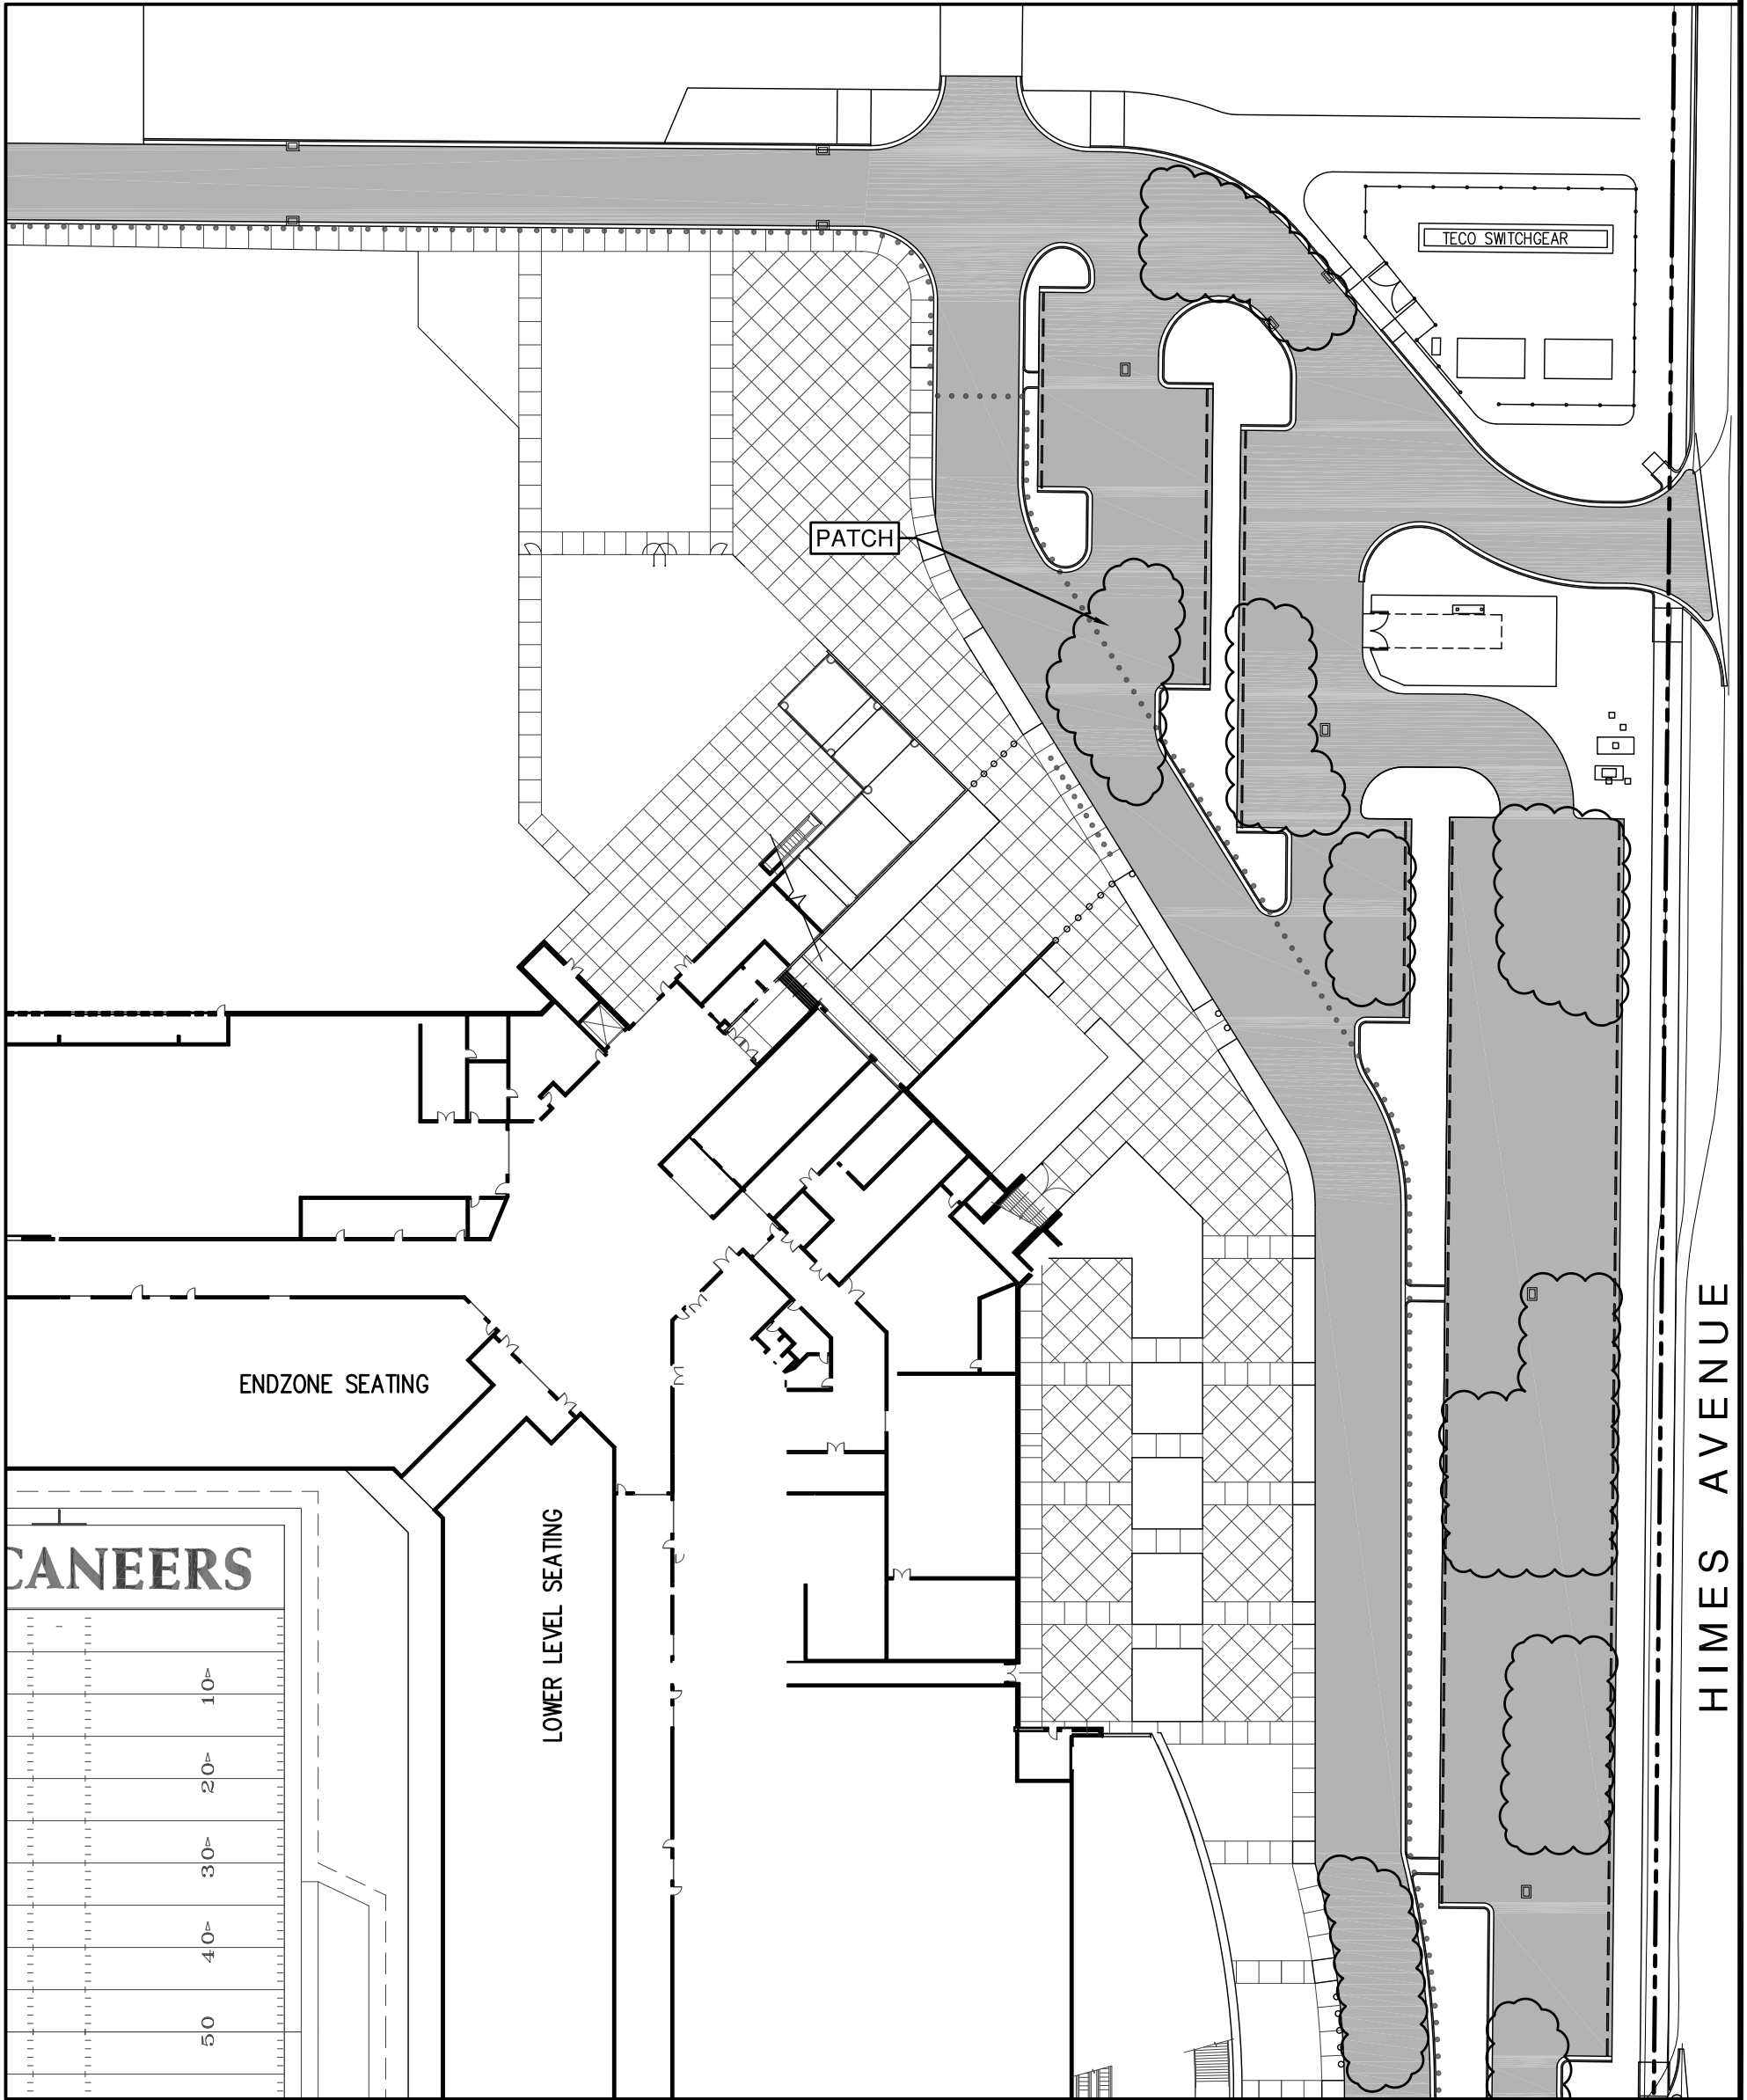 TECO SWITCHGEAR
PATCH
ENDZONE SEATING
LOWER LEVEL SEATING
CANEERS
10
20
30
40
50
HIMES AVENUE